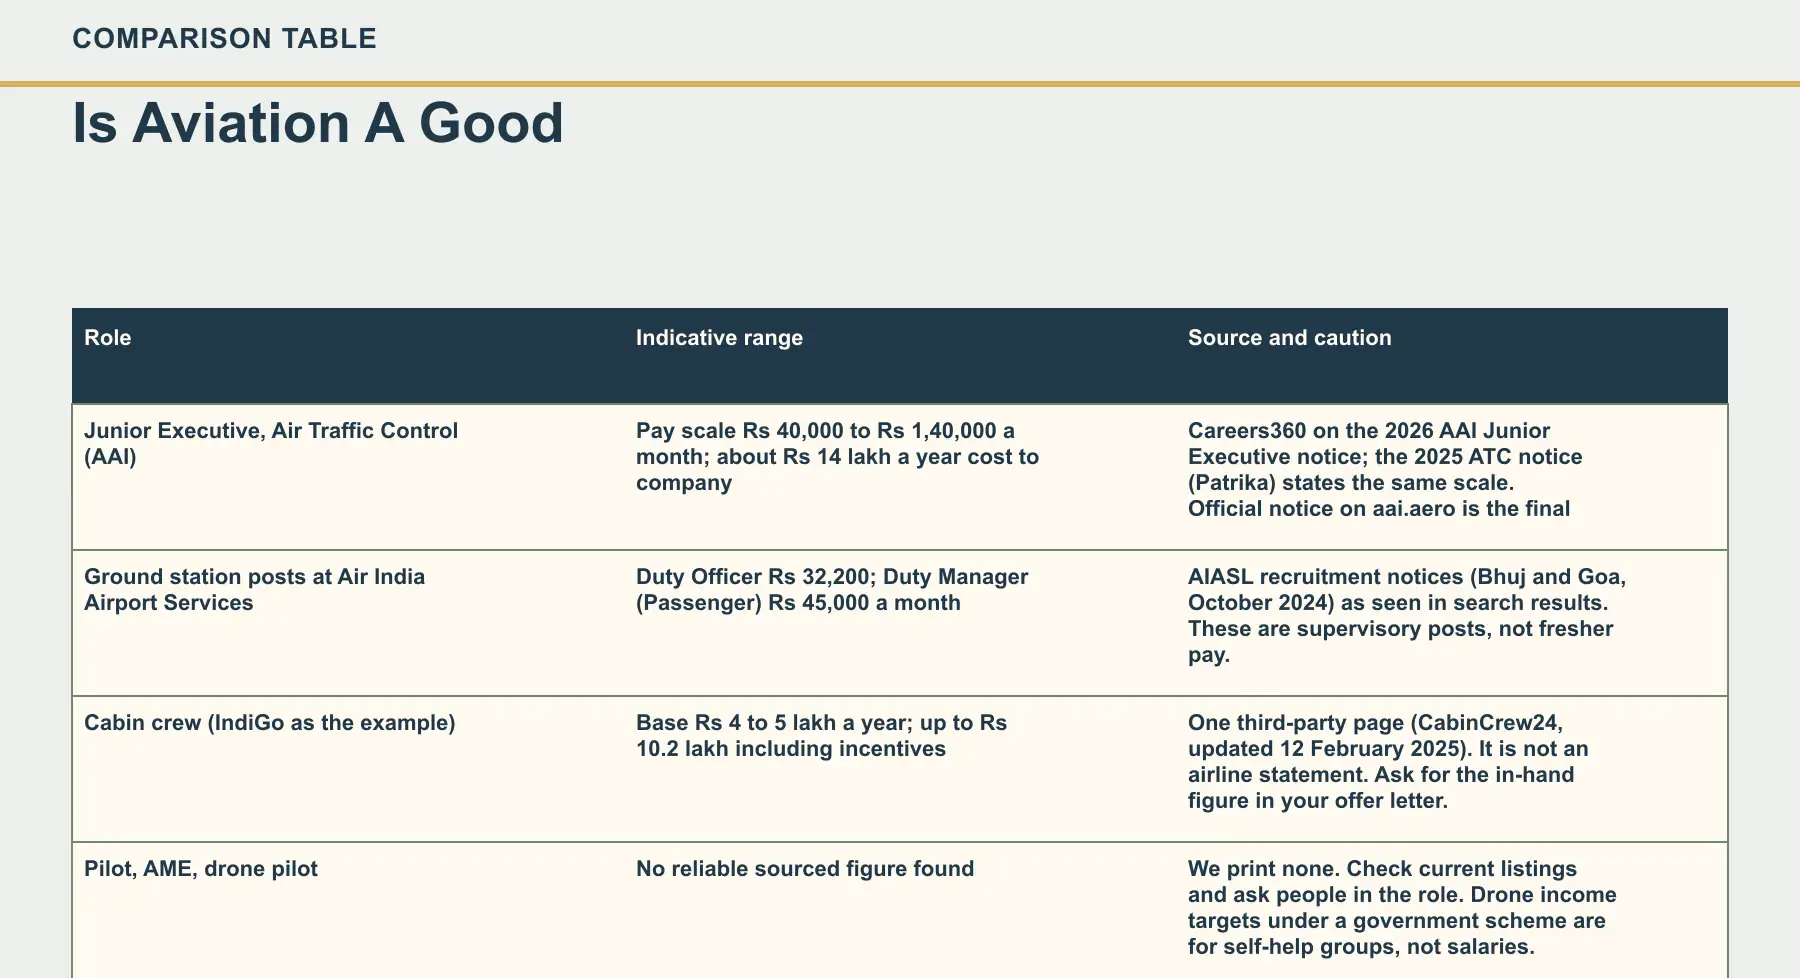 COMPARISON TABLE
Is Aviation A Good
Role
Indicative range
Source and caution
Junior Executive, Air Traffic Control
(AAI)
Pay scale Rs 40,000 to Rs 1,40,000 a
month; about Rs 14 lakh a year cost to
company
Careers360 on the 2026 AAI Junior
Executive notice; the 2025 ATC notice
(Patrika) states the same scale.
Official notice on aai.aero is the final
Ground station posts at Air India
Airport Services
Duty Officer Rs 32,200; Duty Manager
(Passenger) Rs 45,000 a month
AIASL recruitment notices (Bhuj and Goa,
October 2024) as seen in search results.
These are supervisory posts, not fresher
pay.
Cabin crew (IndiGo as the example)
Base Rs 4 to 5 lakh a year; up to Rs
10.2 lakh including incentives
One third-party page (CabinCrew24,
updated 12 February 2025). It is not an
airline statement. Ask for the in-hand
figure in your offer letter.
Pilot, AME, drone pilot
No reliable sourced figure found
We print none. Check current listings
and ask people in the role. Drone income
targets under a government scheme are
for self-help groups, not salaries.